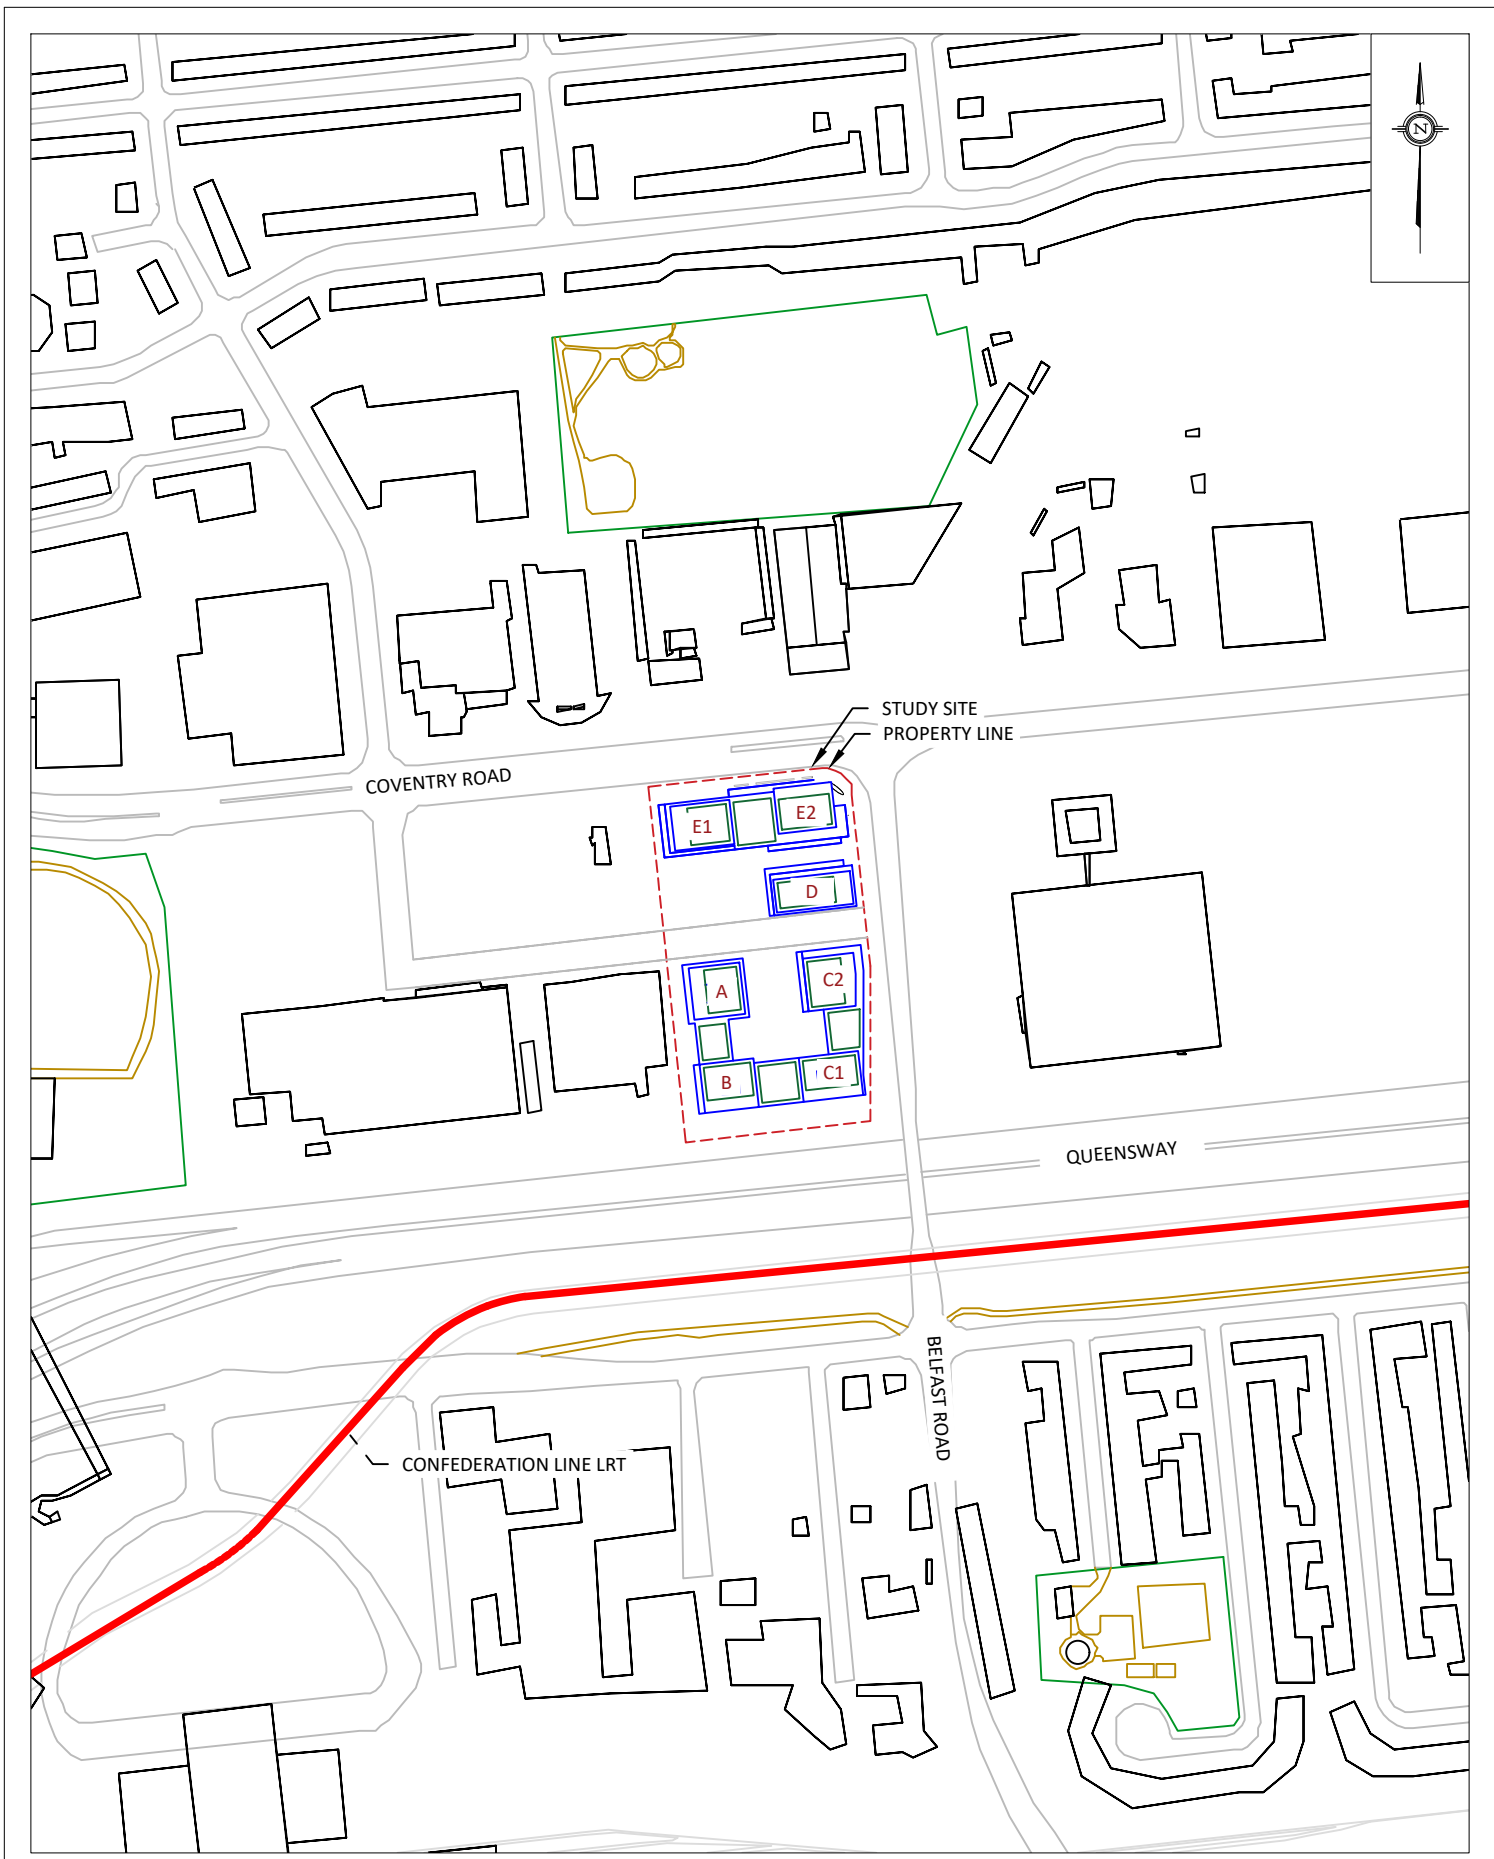 N
STUDY SITE
PROPERTY LINE
COVENTRY ROAD
E1
E2
D
A
C2
B
C1
QUEENSWAY
BELFAST ROAD
CONFEDERATION LINE LRT